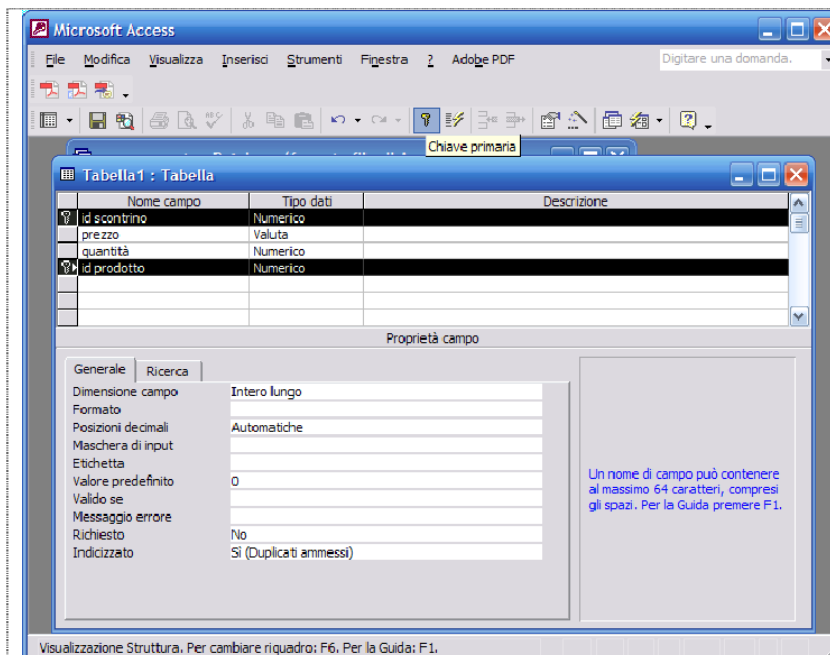 Microsoft Access
File Modifica Visualizza Inserisci Strumenti Finestra ? Adobe PDF Digitare una domanda.
Chiave primaria
Tabella1 : Tabella
Nome campo Tipo dati Descrizione
id scontrino Numerico
prezzo Valuta
quantità Numerico
id prodotto Numerico
Proprietà campo
Generale Ricerca
Dimensione campo Intero lungo
Formato
Posizioni decimali Automatiche
Maschera di input
Etichetta
Valore predefinito 0
Valido se
Messaggio errore
Richiesto No
Indicizzato Sì (Duplicati ammessi)
Un nome di campo può contenere
al massimo 64 caratteri, compresi
gli spazi. Per la Guida premere F1.
Visualizzazione Struttura. Per cambiare riquadro: F6. Per la Guida: F1.